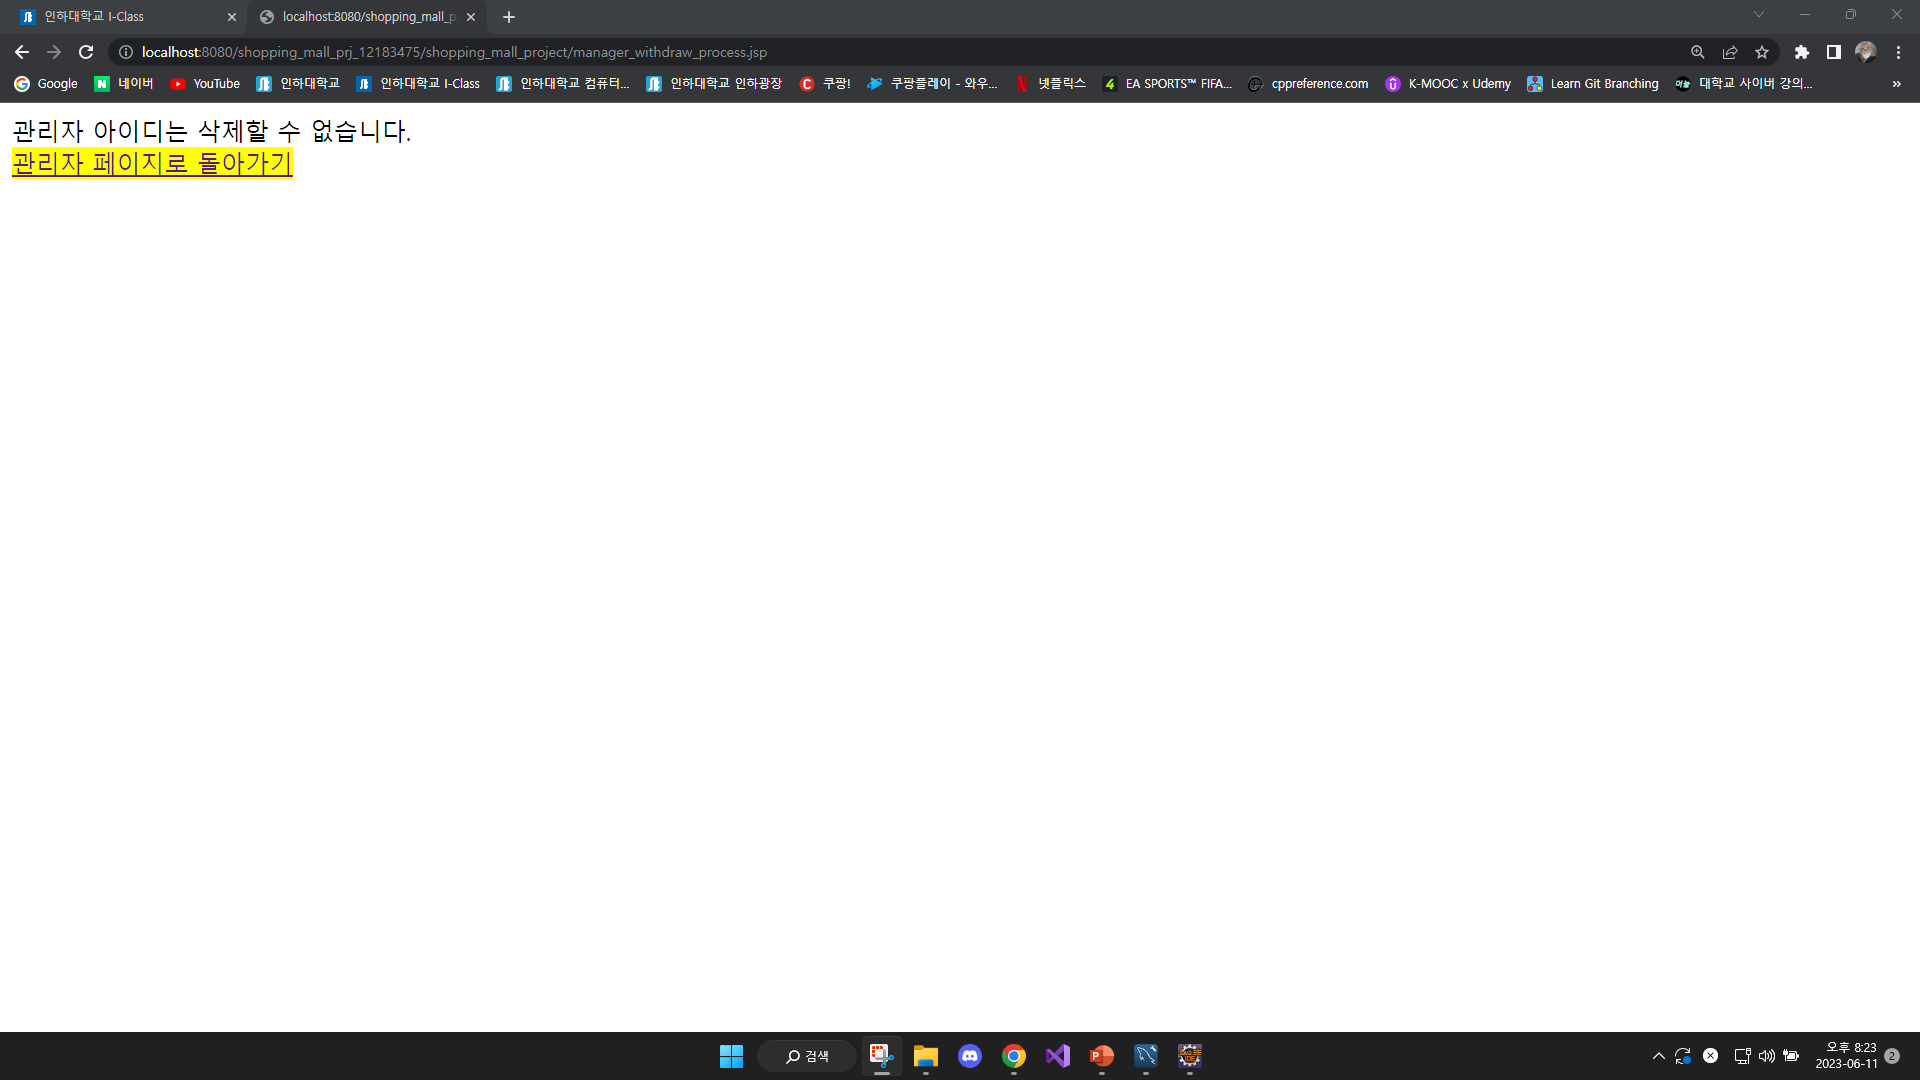 인하대학교 I-Class
localhost:8080/shopping_mall_p
localhost:8080/shopping_mall_prj_12183475/shopping_mall_project/manager_withdraw_process.jsp
Google 네이버 YouTube 인하대학교 인하대학교 I-Class 인하대학교 컴퓨터... 인하대학교 인하광장 쿠팡! 쿠팡플레이 - 와우... 넷플릭스 EA SPORTS™ FIFA... cppreference.com K-MOOC x Udemy Learn Git Branching 대학교 사이버 강의... »
관리자 아이디는 삭제할 수 없습니다.
관리자 페이지로 돌아가기
검색
오후 8:23
2023-06-11
2